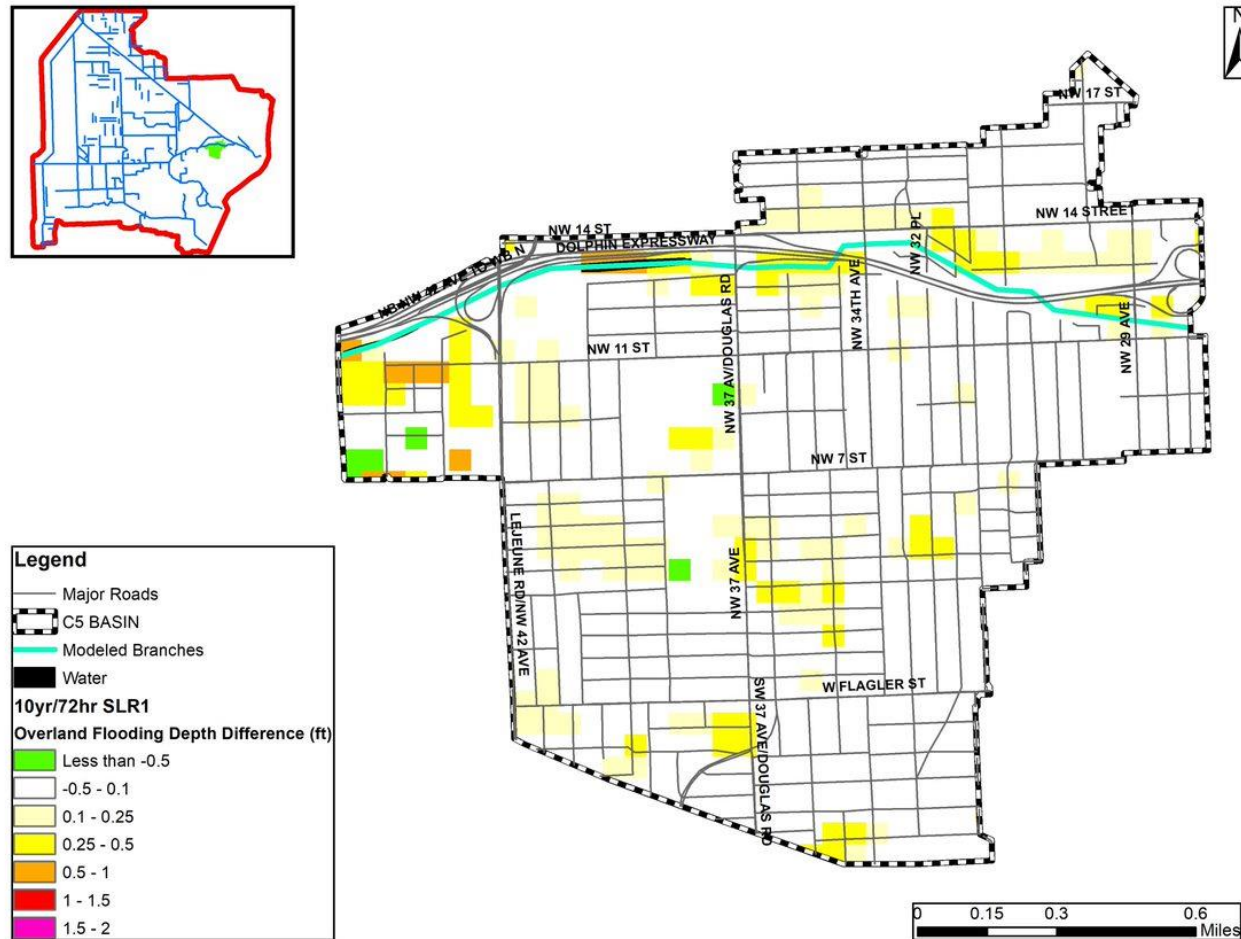 N
NW 17 ST
NW 14 STREET
NW 14 ST
DOLPHIN EXPRESSWAY
NW 32 PL
NW 34TH AVE
NW 37 AV/DOUGLAS RD
NW 29 AVE
NW 11 ST
NW 7 ST
LEJEUNE RD/NW 42 AVE
NW 37 AVE
W FLAGLER ST
SW 37 AVE/DOUGLAS RD
Legend
Major Roads
C5 BASIN
Modeled Branches
Water
10yr/72hr SLR1
Overland Flooding Depth Difference (ft)
Less than -0.5
-0.5 - 0.1
0.1 - 0.25
0.25 - 0.5
0.5 - 1
1 - 1.5
1.5 - 2
0 0.15 0.3 0.6
Miles